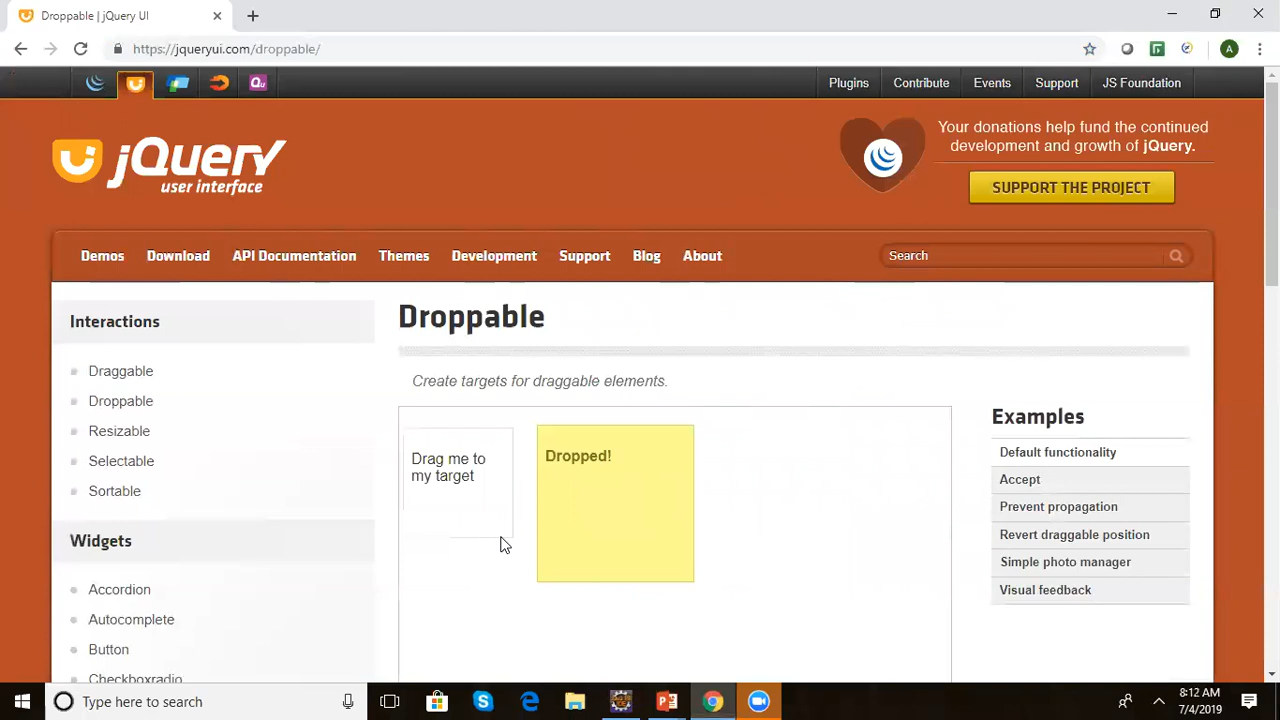 Droppable | jQuery UI
https://jqueryui.com/droppable/
A
Qu
Plugins
Contribute
Events
Support
JS Foundation
jQuery
user interface
Your donations help fund the continued
development and growth of jQuery.
SUPPORT THE PROJECT
Demos
Download
API Documentation
Themes
Development
Support
Blog
About
Search
Interactions
Draggable
Droppable
Resizable
Selectable
Sortable
Widgets
Accordion
Autocomplete
Button
Checkboxradio
Droppable
Create targets for draggable elements.
Drag me to
my target
Dropped!
Examples
Default functionality
Accept
Prevent propagation
Revert draggable position
Simple photo manager
Visual feedback
Type here to search
8:12 AM
7/4/2019